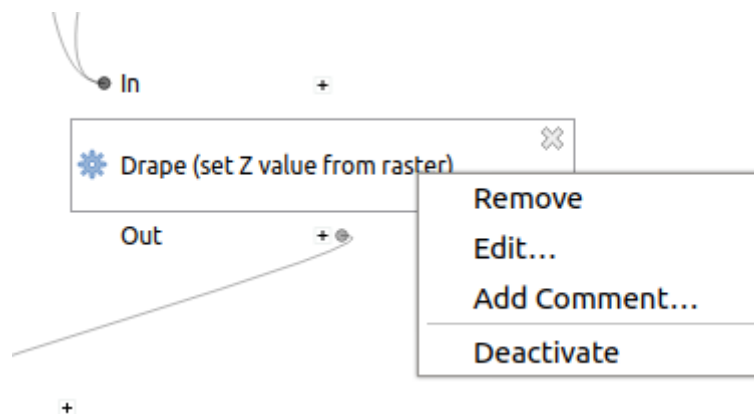 In
+
Drape (set Z value from raster)
Out
+
Remove
Edit...
Add Comment...
Deactivate
+